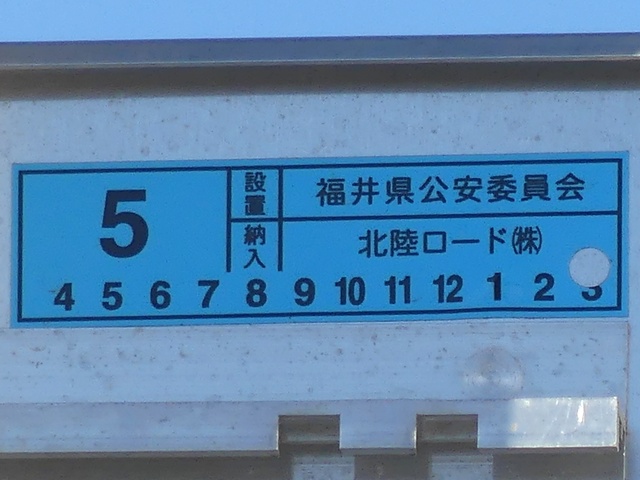 5
設置
福井県公安委員会
納入
北陸ロード㈱
4 5 6 7 8 9 10 11 12 1 2 3